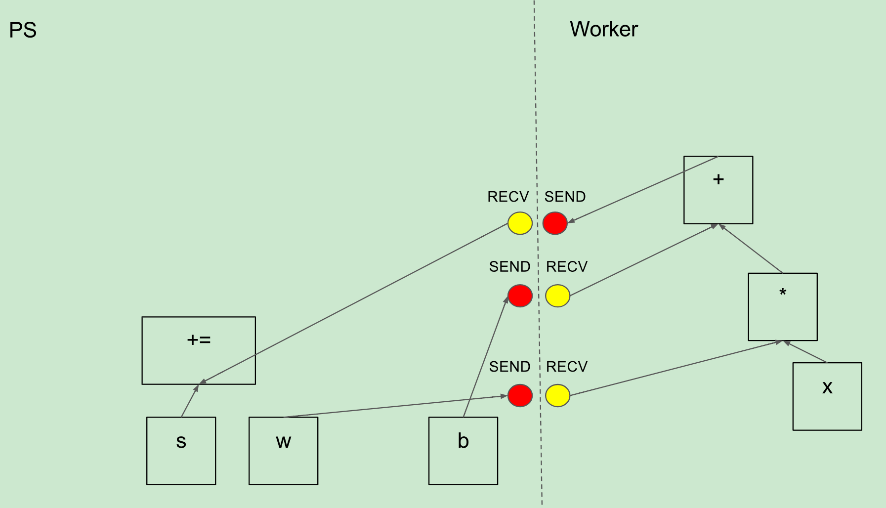 PS
Worker
+
RECV SEND
SEND RECV
*
+=
SEND RECV
x
s
w
b